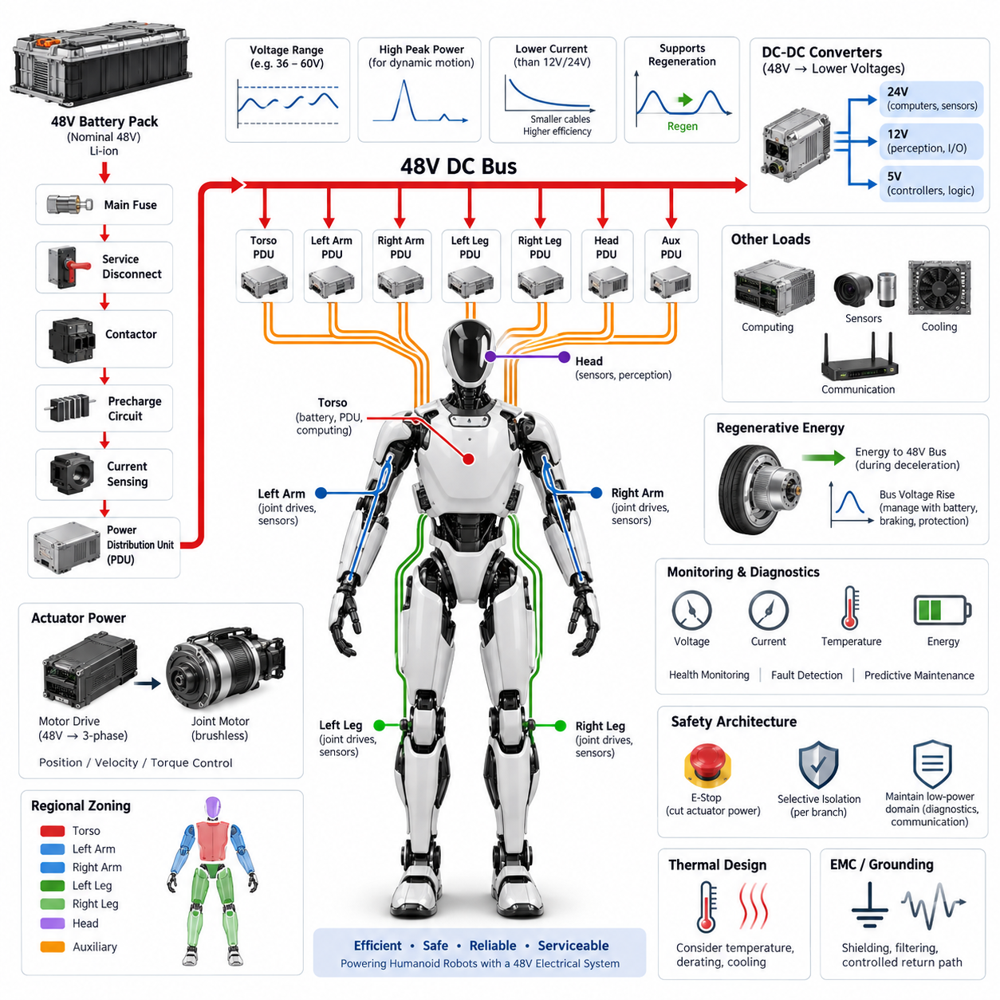 48V Battery Pack
(Nominal 48V)
Li-ion
Main Fuse
Service
Disconnect
Contactor
Precharge
Circuit
Current
Sensing
Power
Distribution Unit
(PDU)
Voltage Range
(e.g. 36 – 60V)
High Peak Power
(for dynamic motion)
Lower Current
(than 12V/24V)
Smaller cables
Higher efficiency
Supports
Regeneration
Regen
DC-DC Converters
(48V → Lower Voltages)
24V
(computers, sensors)
12V
(perception, I/O)
5V
(controllers, logic)
48V DC Bus
Torso
PDU
Left Arm
PDU
Right Arm
PDU
Left Leg
PDU
Right Leg
PDU
Head
PDU
Aux
PDU
Other Loads
Computing
Sensors
Cooling
Communication
Head
(sensors, perception)
Torso
(battery, PDU,
computing)
Left Arm
(joint drives,
sensors)
Right Arm
(joint drives,
sensors)
Left Leg
(joint drives,
sensors)
Right Leg
(joint drives,
sensors)
Regenerative Energy
Energy to 48V Bus
(during deceleration)
Bus Voltage Rise
(manage with battery,
braking, protection)
Monitoring & Diagnostics
Voltage
Current
Temperature
Energy
Health Monitoring | Fault Detection | Predictive Maintenance
Actuator Power
Motor Drive
(48V → 3-phase)
Joint Motor
(brushless)
Position / Velocity / Torque Control
Safety Architecture
E-Stop
(cut actuator power)
Selective Isolation
(per branch)
Maintain low-power
domain (diagnostics,
communication)
Regional Zoning
Torso
Left Arm
Right Arm
Left Leg
Right Leg
Head
Auxiliary
Thermal Design
Consider temperature,
derating, cooling
EMC / Grounding
Shielding, filtering,
controlled return path
Efficient • Safe • Reliable • Serviceable
Powering Humanoid Robots with a 48V Electrical System